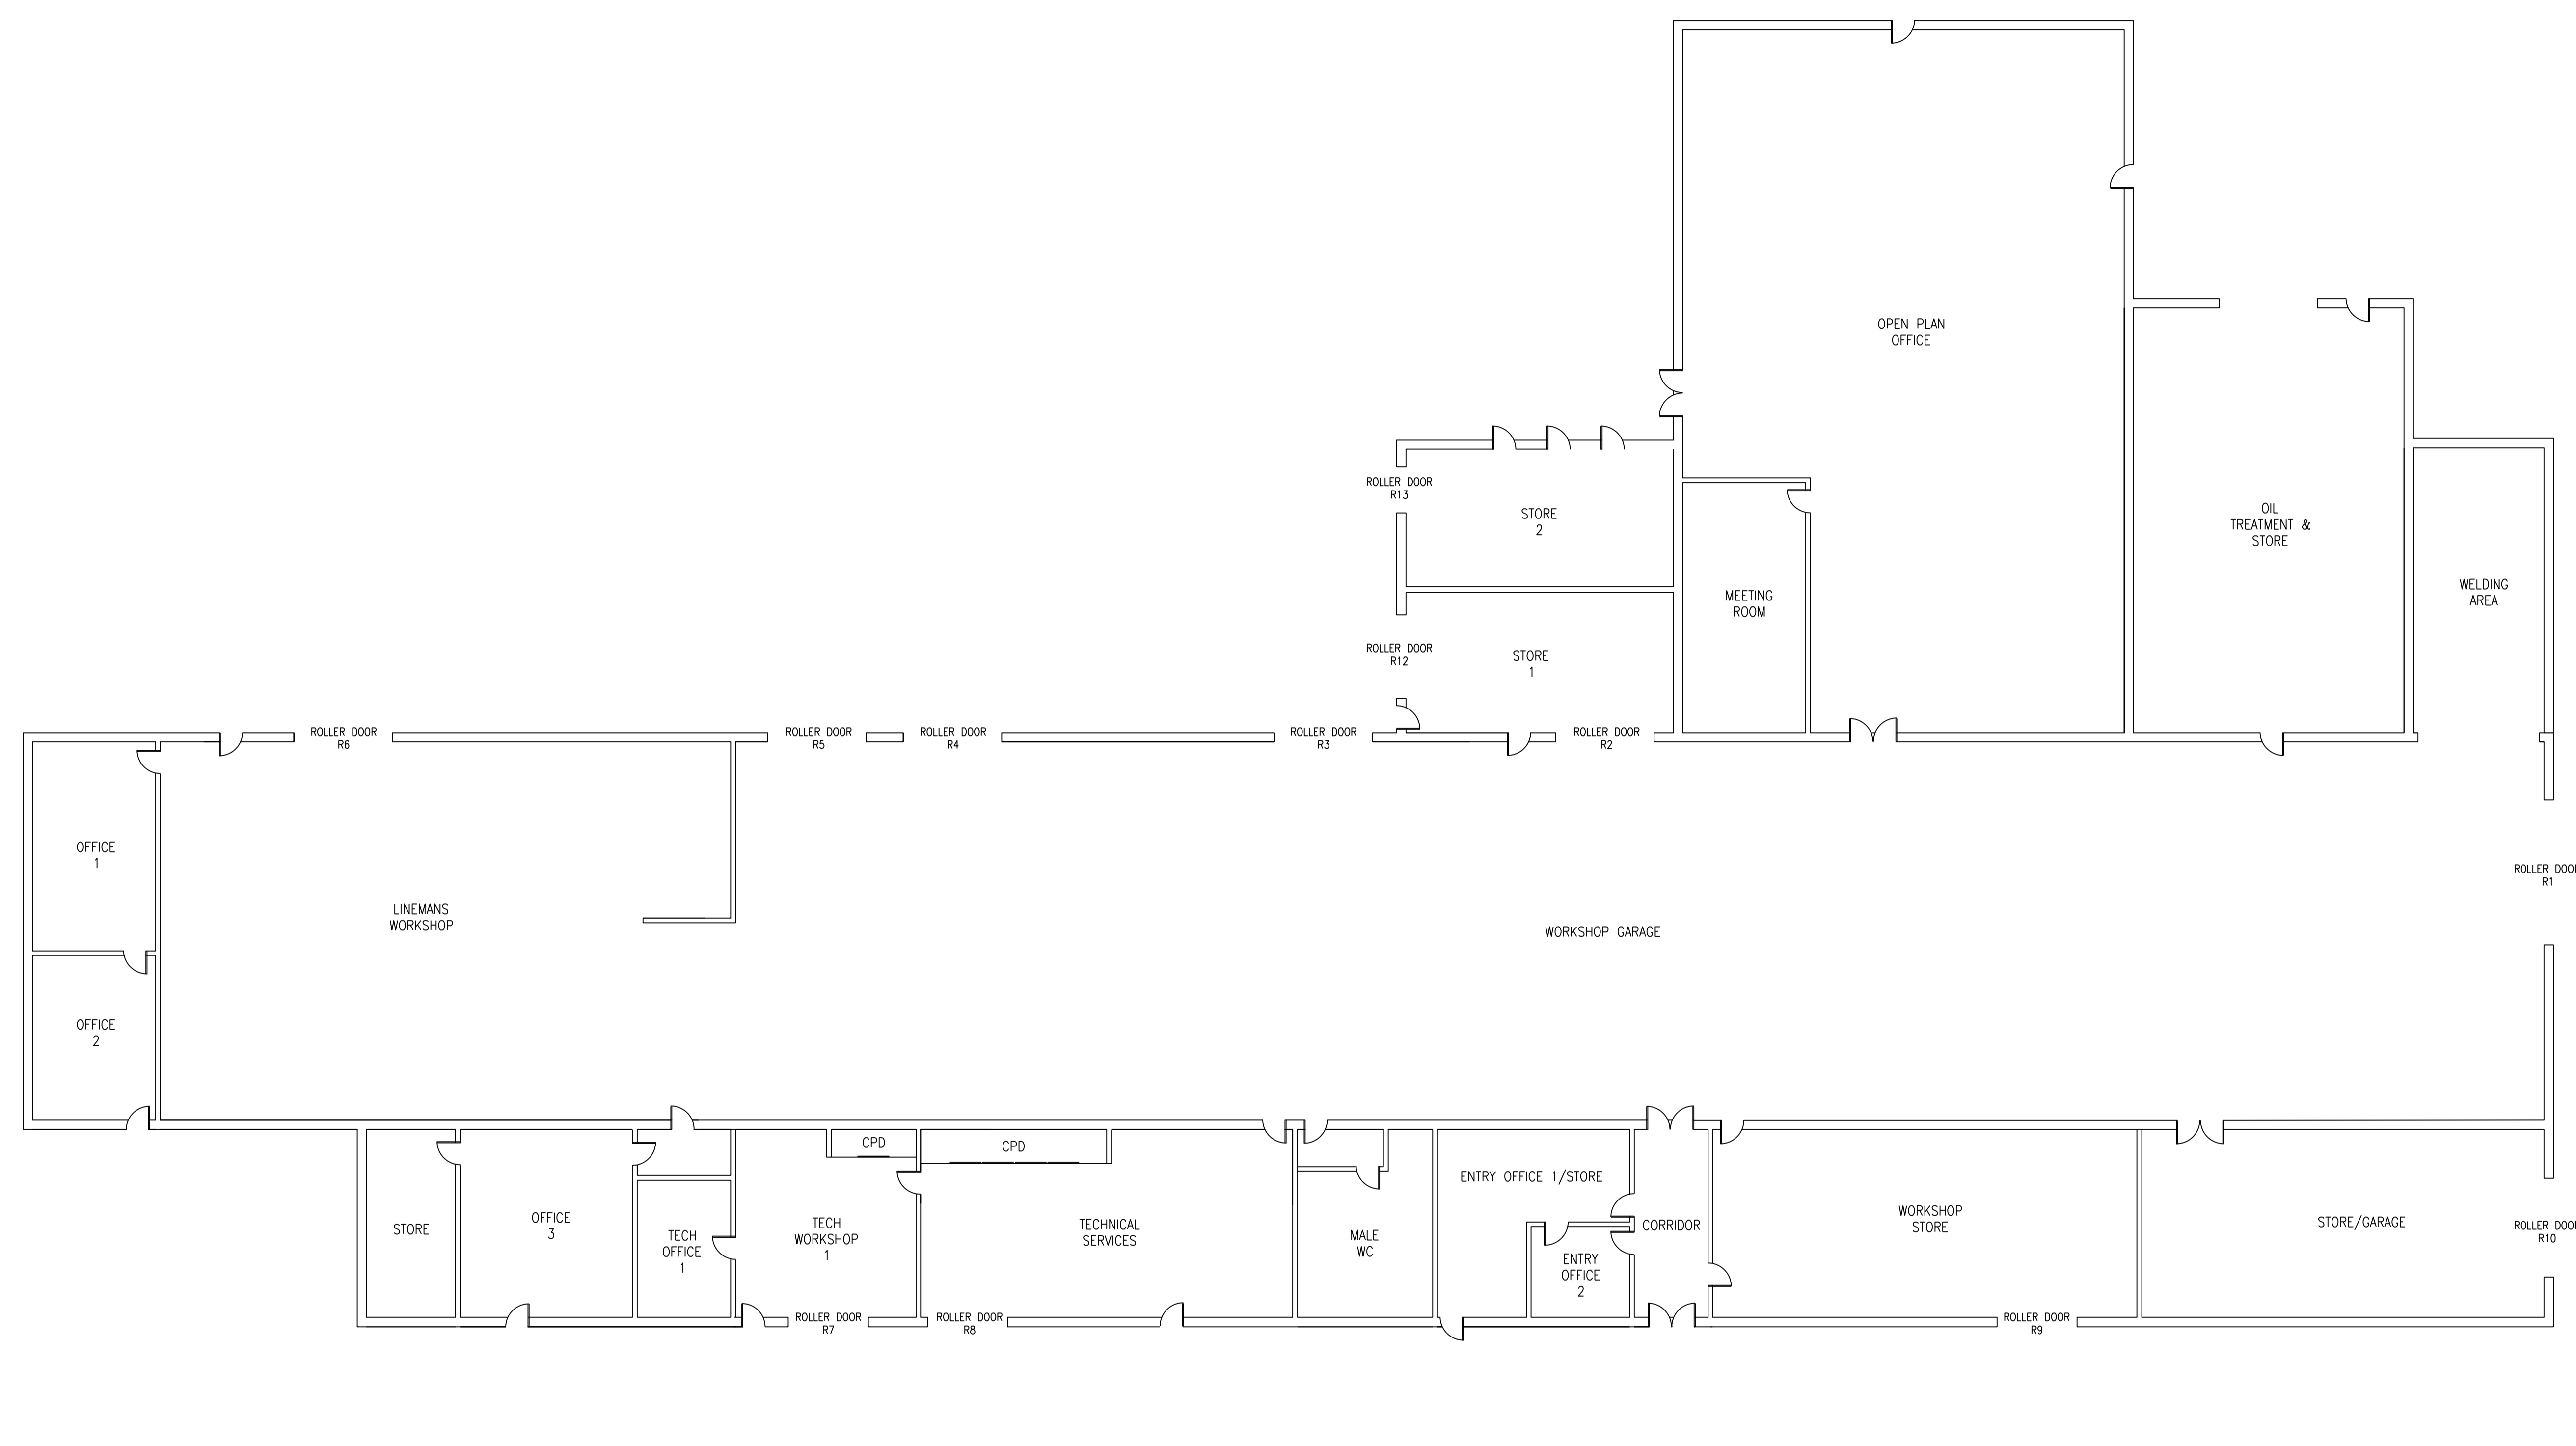 OPEN PLAN
OFFICE
ROLLER DOOR
R13
STORE
2
OIL
TREATMENT &
STORE
WELDING
AREA
MEETING
ROOM
ROLLER DOOR
R12
STORE
1
ROLLER DOOR
R6
ROLLER DOOR
R5
ROLLER DOOR
R4
ROLLER DOOR
R3
ROLLER DOOR
R2
OFFICE
1
LINEMANS
WORKSHOP
WORKSHOP GARAGE
ROLLER DOOR
R1
OFFICE
2
CPD
CPD
STORE
OFFICE
3
TECH
OFFICE
1
TECH
WORKSHOP
1
TECHNICAL
SERVICES
MALE
WC
ENTRY OFFICE 1/STORE
ENTRY
OFFICE
2
CORRIDOR
WORKSHOP
STORE
STORE/GARAGE
ROLLER DOOR
R10
ROLLER DOOR
R7
ROLLER DOOR
R8
ROLLER DOOR
R9